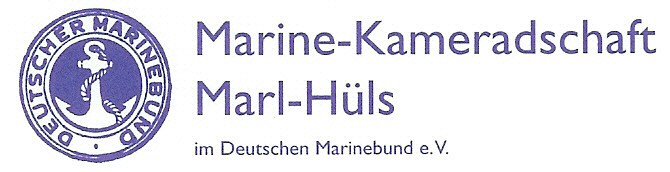 DEUTSCHER MARINEBUND
Marine-Kameradschaft
Marl-Hüls
im Deutschen Marinebund e.V.